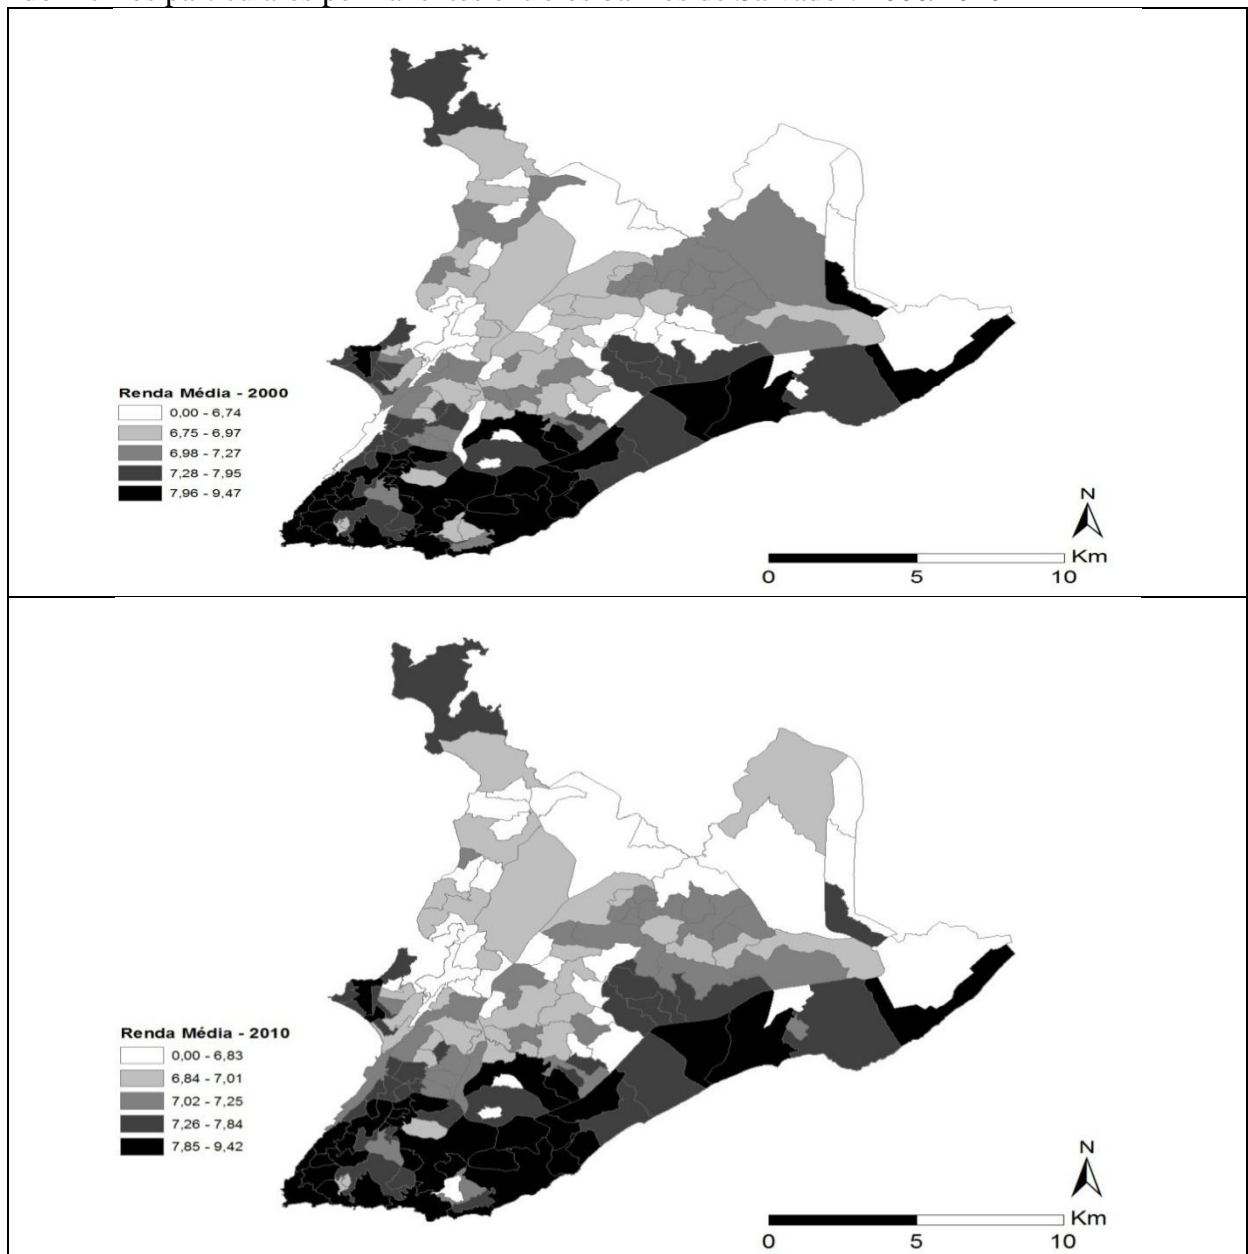 particulares permanentes
Renda Média - 2000
0,00 - 6,74
6,75 - 6,97
6,98 - 7,27
7,28 - 7,95
7,96 - 9,47
N
Km
0 5 10
Renda Média - 2010
0,00 - 6,83
6,84 - 7,01
7,02 - 7,25
7,26 - 7,84
7,85 - 9,42
N
Km
0 5 10